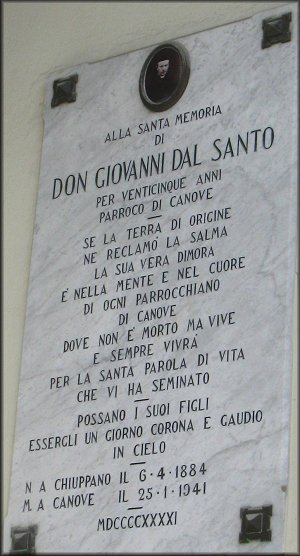 ALLA SANTA MEMORIA
DI
DON GIOVANNI DAL SANTO
PER VENTICINQUE ANNI
PARROCO DI CANOVE
SE LA TERRA DI ORIGINE
NE RECLAMÒ LA SALMA
LA SUA VERA DIMORA
E' NELLA MENTE E NEL CUORE
DI OGNI PARROCCHIANO
DI CANOVE
DOVE NON È MORTO MA VIVE
E SEMPRE VIVRÀ
PER LA SANTA PAROLA DI VITA
CHE VI HA SEMINATO
POSSANO I SUOI FIGLI
ESSERGLI UN GIORNO CORONA E GAUDIO
IN CIELO
N. A CHIUPPANO IL 6·4·1884
M. A CANOVE IL 25·1·1941
MDCCCCXXXXI